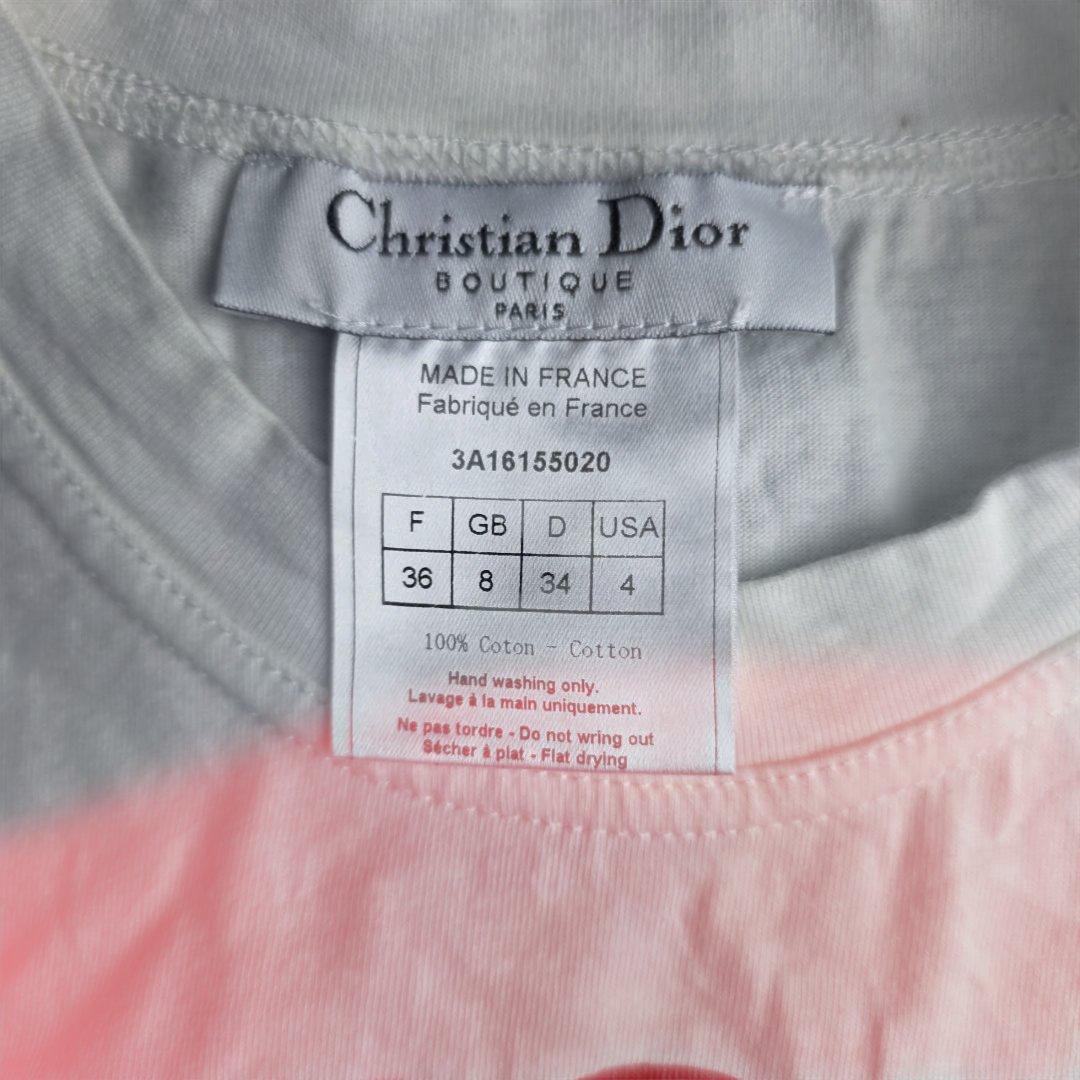 Christian Dior
BOUTIQUE
PARIS
MADE IN FRANCE
Fabriqué en France
3A16155020
F GB D USA
36 8 34 4
100% Coton - Cotton
Hand washing only.
Lavage à la main uniquement.
Ne pas tordre - Do not wring out
Sécher à plat - Flat drying